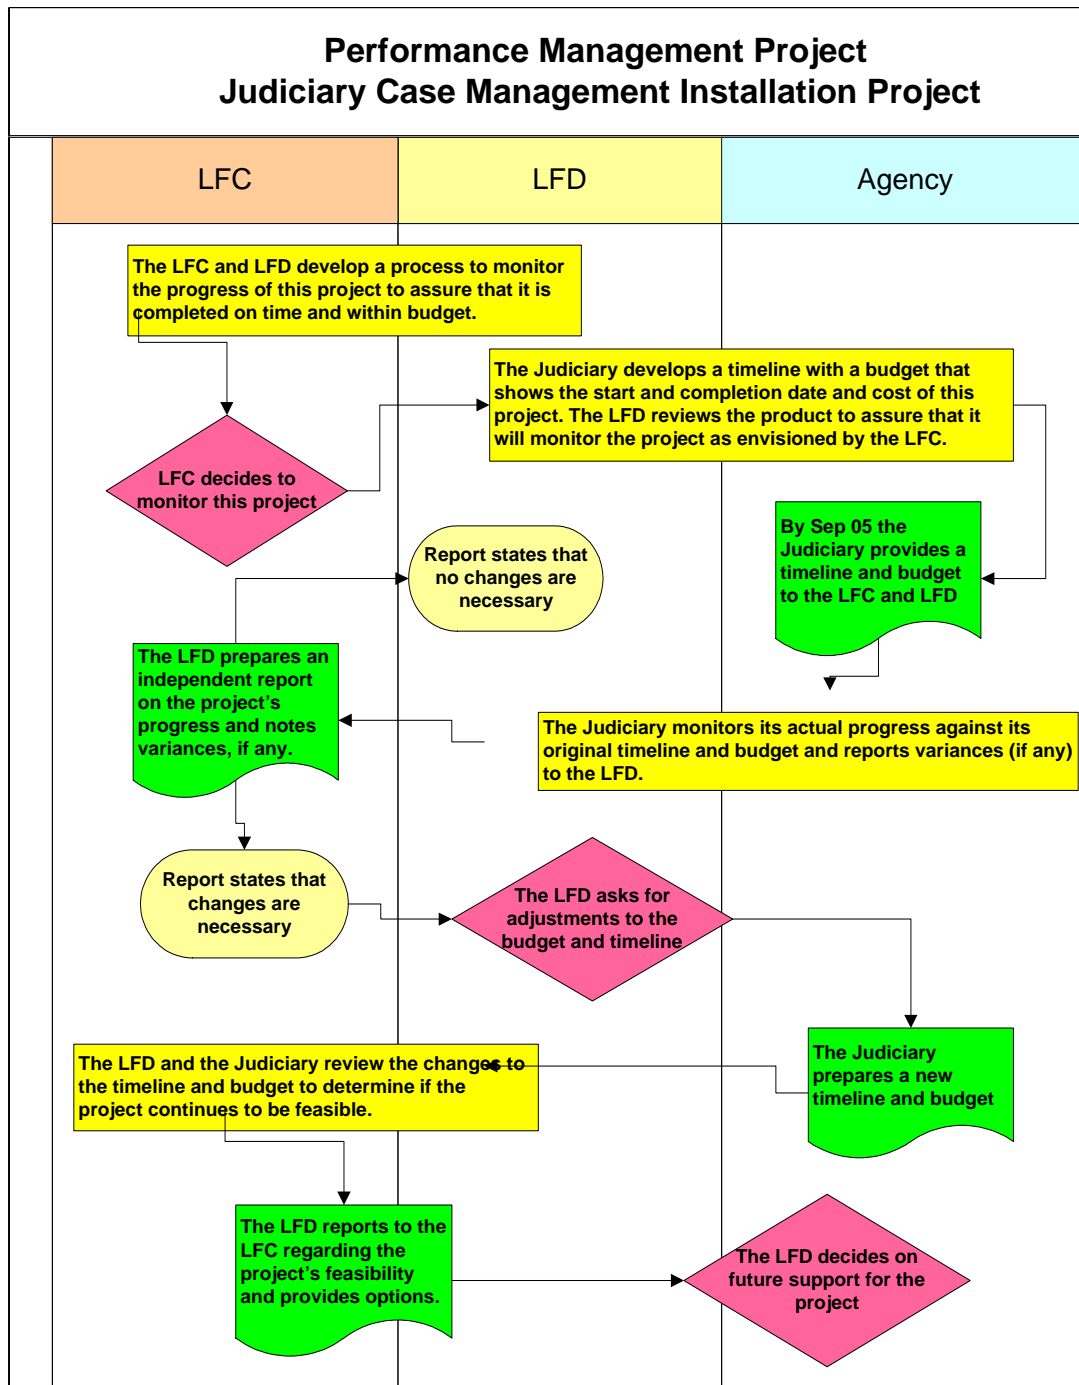 Performance Management Project
Judiciary Case Management Installation Project
LFC
LFD
Agency
The LFC and LFD develop a process to monitor
the progress of this project to assure that it is
completed on time and within budget.
The Judiciary develops a timeline with a budget that
shows the start and completion date and cost of this
project. The LFD reviews the product to assure that it
will monitor the project as envisioned by the LFC.
LFC decides to
monitor this project
By Sep 05 the
Judiciary provides a
timeline and budget
to the LFC and LFD
Report states that
no changes are
necessary
The LFD prepares an
independent report
on the project's
progress and notes
variances, if any.
The Judiciary monitors its actual progress against its
original timeline and budget and reports variances (if any)
to the LFD.
Report states that
changes are
necessary
The LFD asks for
adjustments to the
budget and timeline
The LFD and the Judiciary review the changes to
the timeline and budget to determine if the
project continues to be feasible.
The Judiciary
prepares a new
timeline and budget
The LFD reports to the
LFC regarding the
project's feasibility
and provides options.
The LFD decides on
future support for the
project